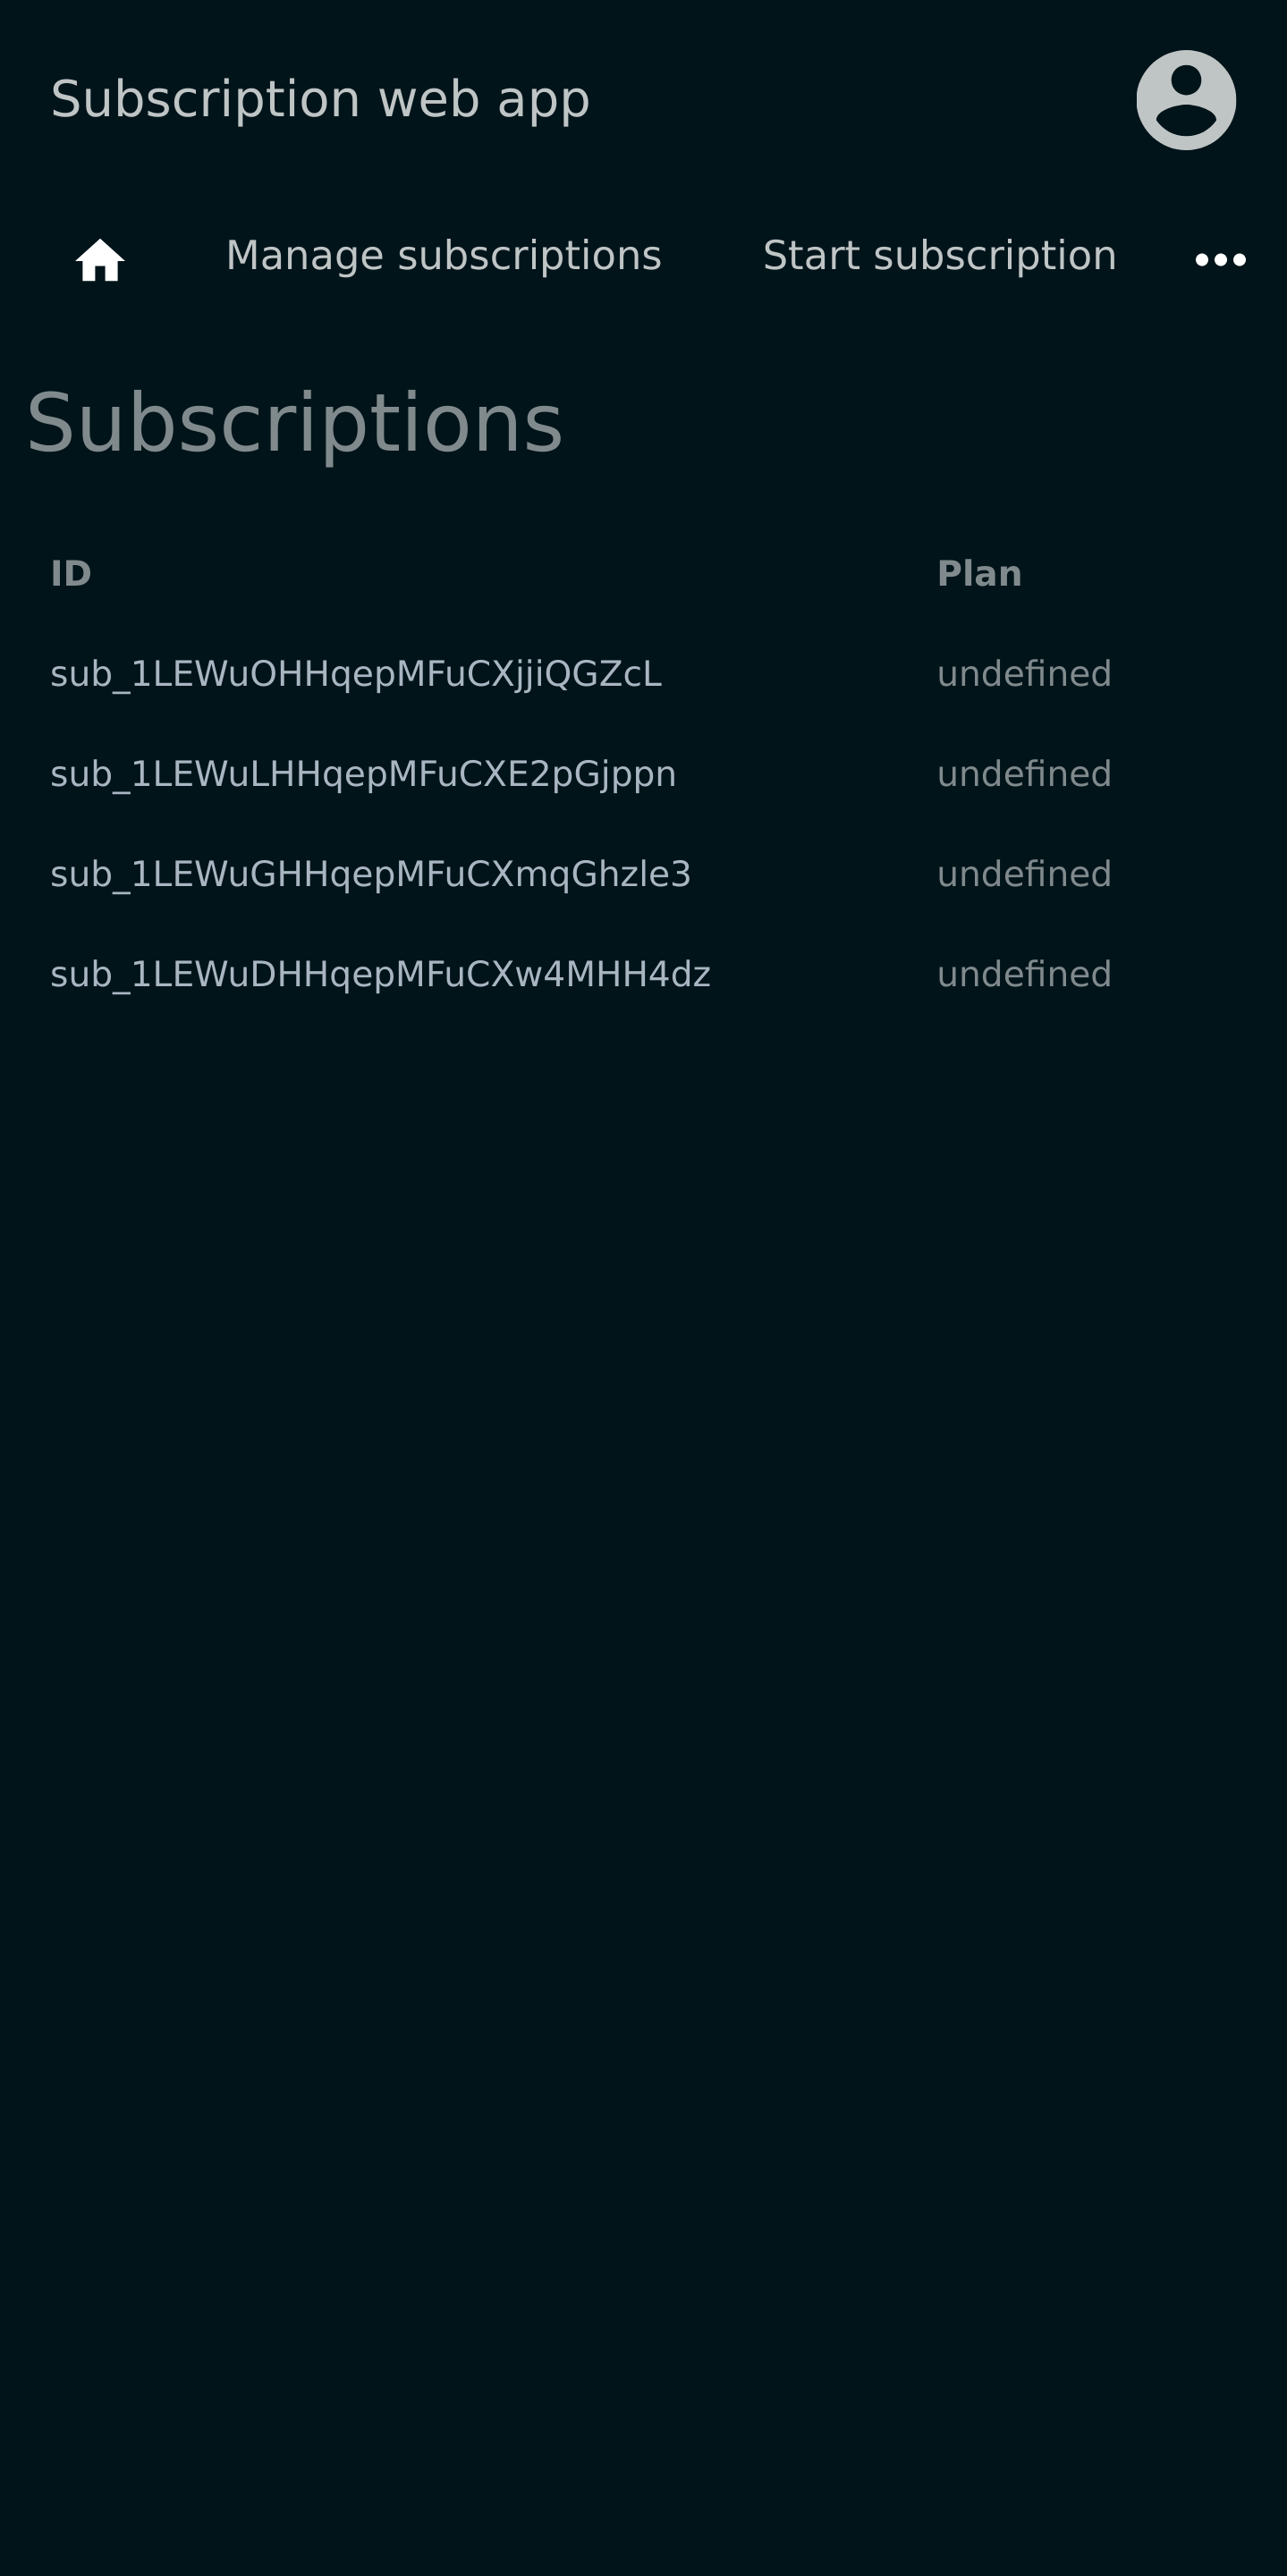 Subscription web app
Manage subscriptions Start subscription
Subscriptions
ID Plan
sub_1LEWuOHHqepMFuCXjjiQGZcL undefined
sub_1LEWuLHHqepMFuCXE2pGjppn undefined
sub_1LEWuGHHqepMFuCXmqGhzle3 undefined
sub_1LEWuDHHqepMFuCXw4MHH4dz undefined